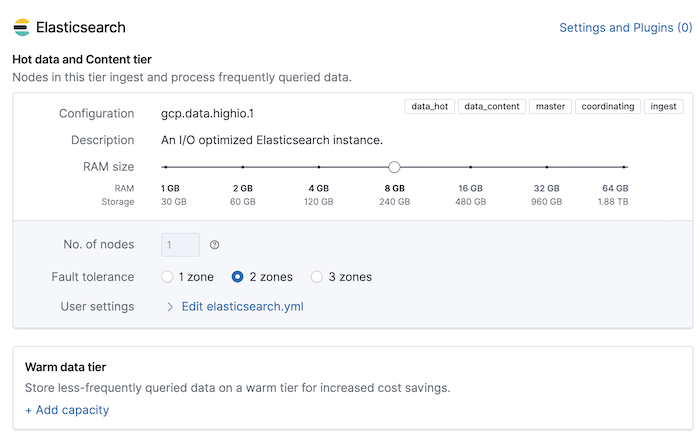 Elasticsearch Settings and Plugins (0)
Hot data and Content tier
Nodes in this tier ingest and process frequently queried data.
Configuration gcp.data.highio.1 data_hot data_content master coordinating ingest
Description An I/O optimized Elasticsearch instance.
RAM size
RAM 1 GB 2 GB 4 GB 8 GB 16 GB 32 GB 64 GB
Storage 30 GB 60 GB 120 GB 240 GB 480 GB 960 GB 1.88 TB
No. of nodes 1 ?
Fault tolerance 1 zone 2 zones 3 zones
User settings > Edit elasticsearch.yml
Warm data tier
Store less-frequently queried data on a warm tier for increased cost savings.
+ Add capacity